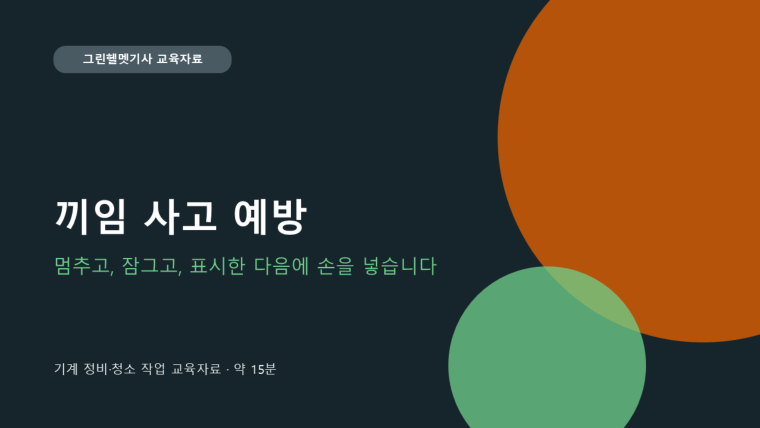 그린헬멧기사 교육자료
끼임 사고 예방
멈추고, 잠그고, 표시한 다음에 손을 넣습니다
기계 정비·청소 작업 교육자료 · 약 15분